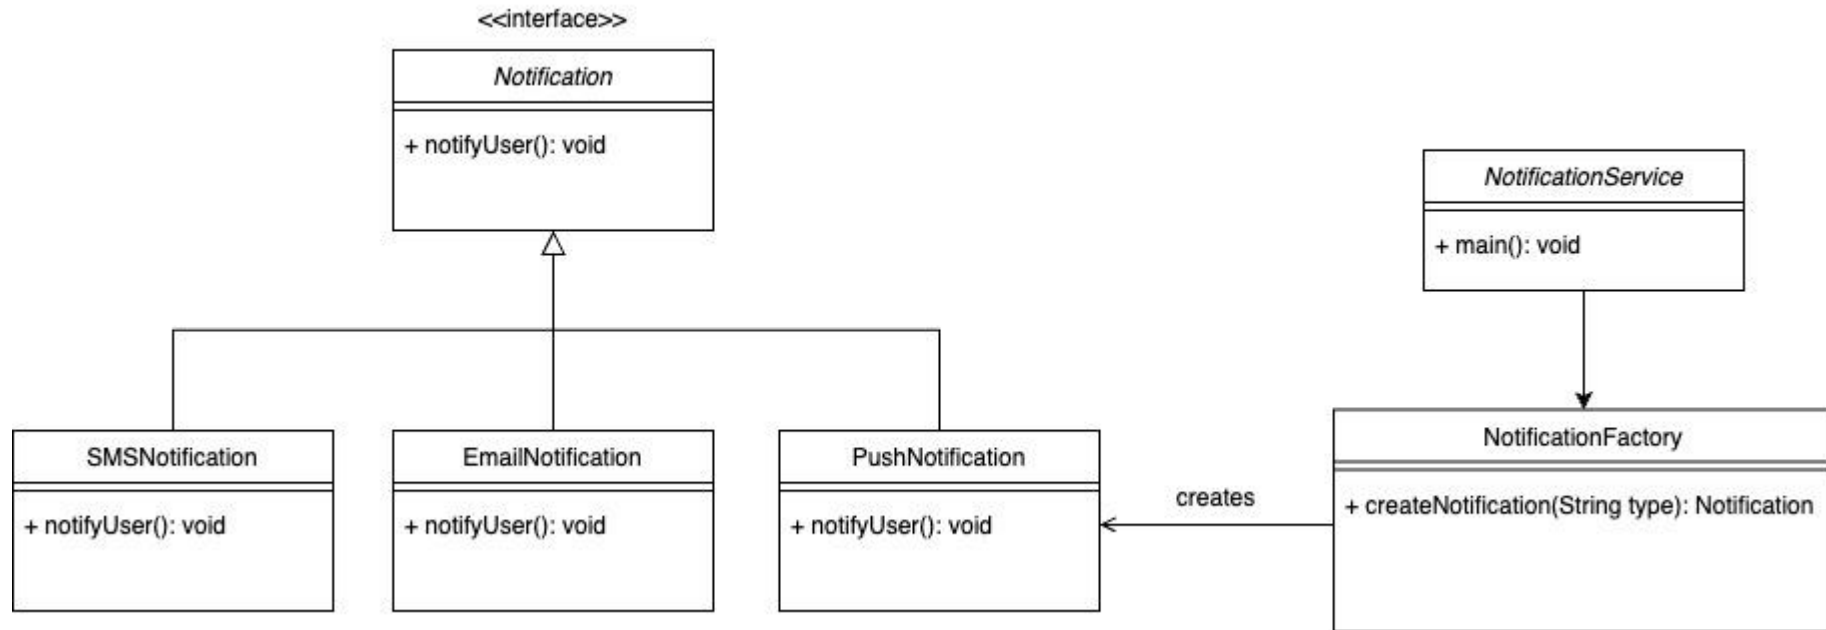 <<interface>>
Notification
+ notifyUser(): void
NotificationService
+ main(): void
SMSNotification
+ notifyUser(): void
EmailNotification
+ notifyUser(): void
PushNotification
+ notifyUser(): void
creates
NotificationFactory
+ createNotification(String type): Notification